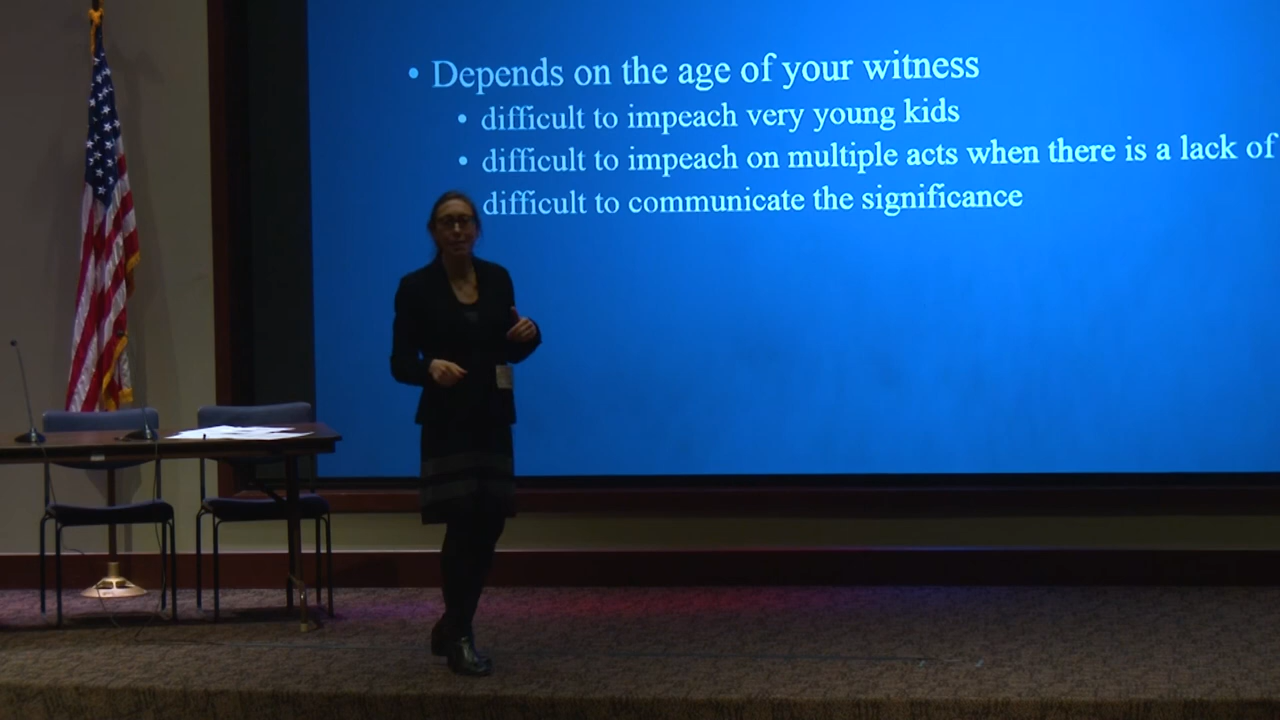 • Depends on the age of your witness
• difficult to impeach very young kids
• difficult to impeach on multiple acts when there is a lack of
difficult to communicate the significance